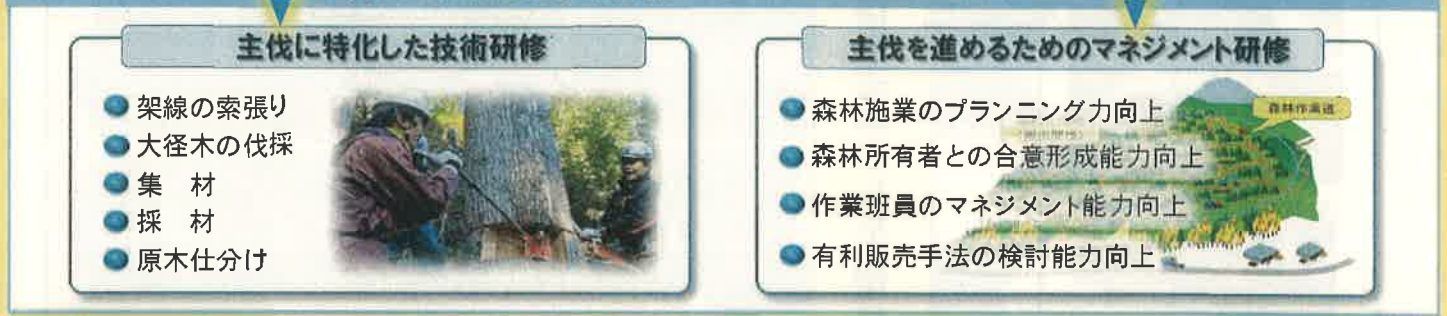 主伐に特化した技術研修
架線の索張り
大径木の伐採
集　材
採　材
原木仕分け
主伐を進めるためのマネジメント研修
森林施業のプランニング力向上
森林作業道
森林所有者との合意形成能力向上
作業班員のマネジメント能力向上
有利販売手法の検討能力向上